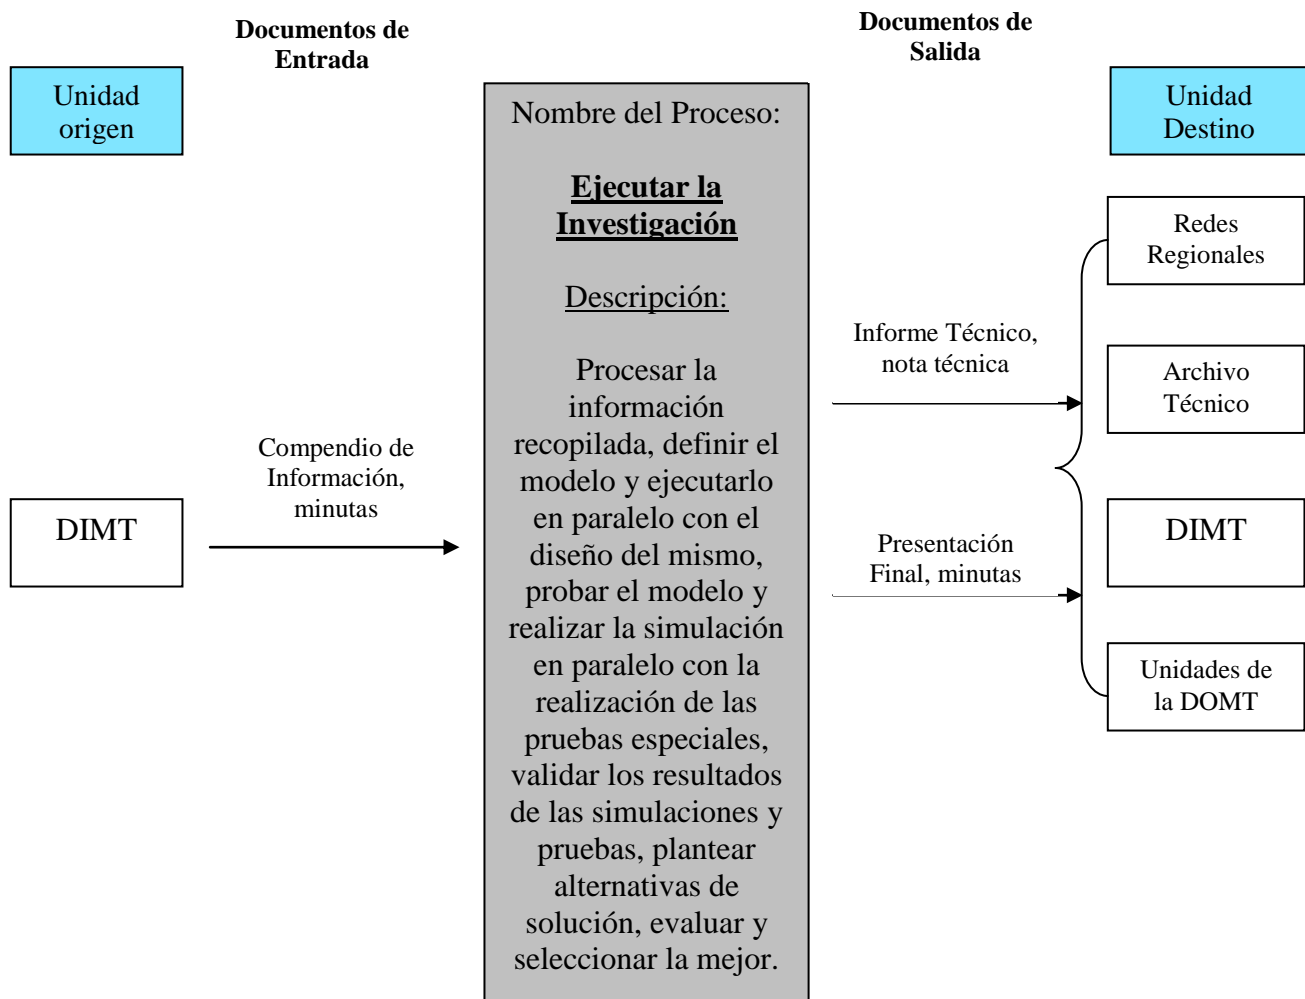 Documentos de
Entrada
Documentos de
Salida
Unidad
origen
Unidad
Destino
Nombre del Proceso:
Ejecutar la
Investigación
Descripción:
Procesar la
información
recopilada, definir el
modelo y ejecutarlo
en paralelo con el
diseño del mismo,
probar el modelo y
realizar la simulación
en paralelo con la
realización de las
pruebas especiales,
validar los resultados
de las simulaciones y
pruebas, plantear
alternativas de
solución, evaluar y
seleccionar la mejor.
DIMT
Compendio de
Información,
minutas
Informe Técnico,
nota técnica
Presentación
Final, minutas
Redes
Regionales
Archivo
Técnico
DIMT
Unidades de
la DOMT